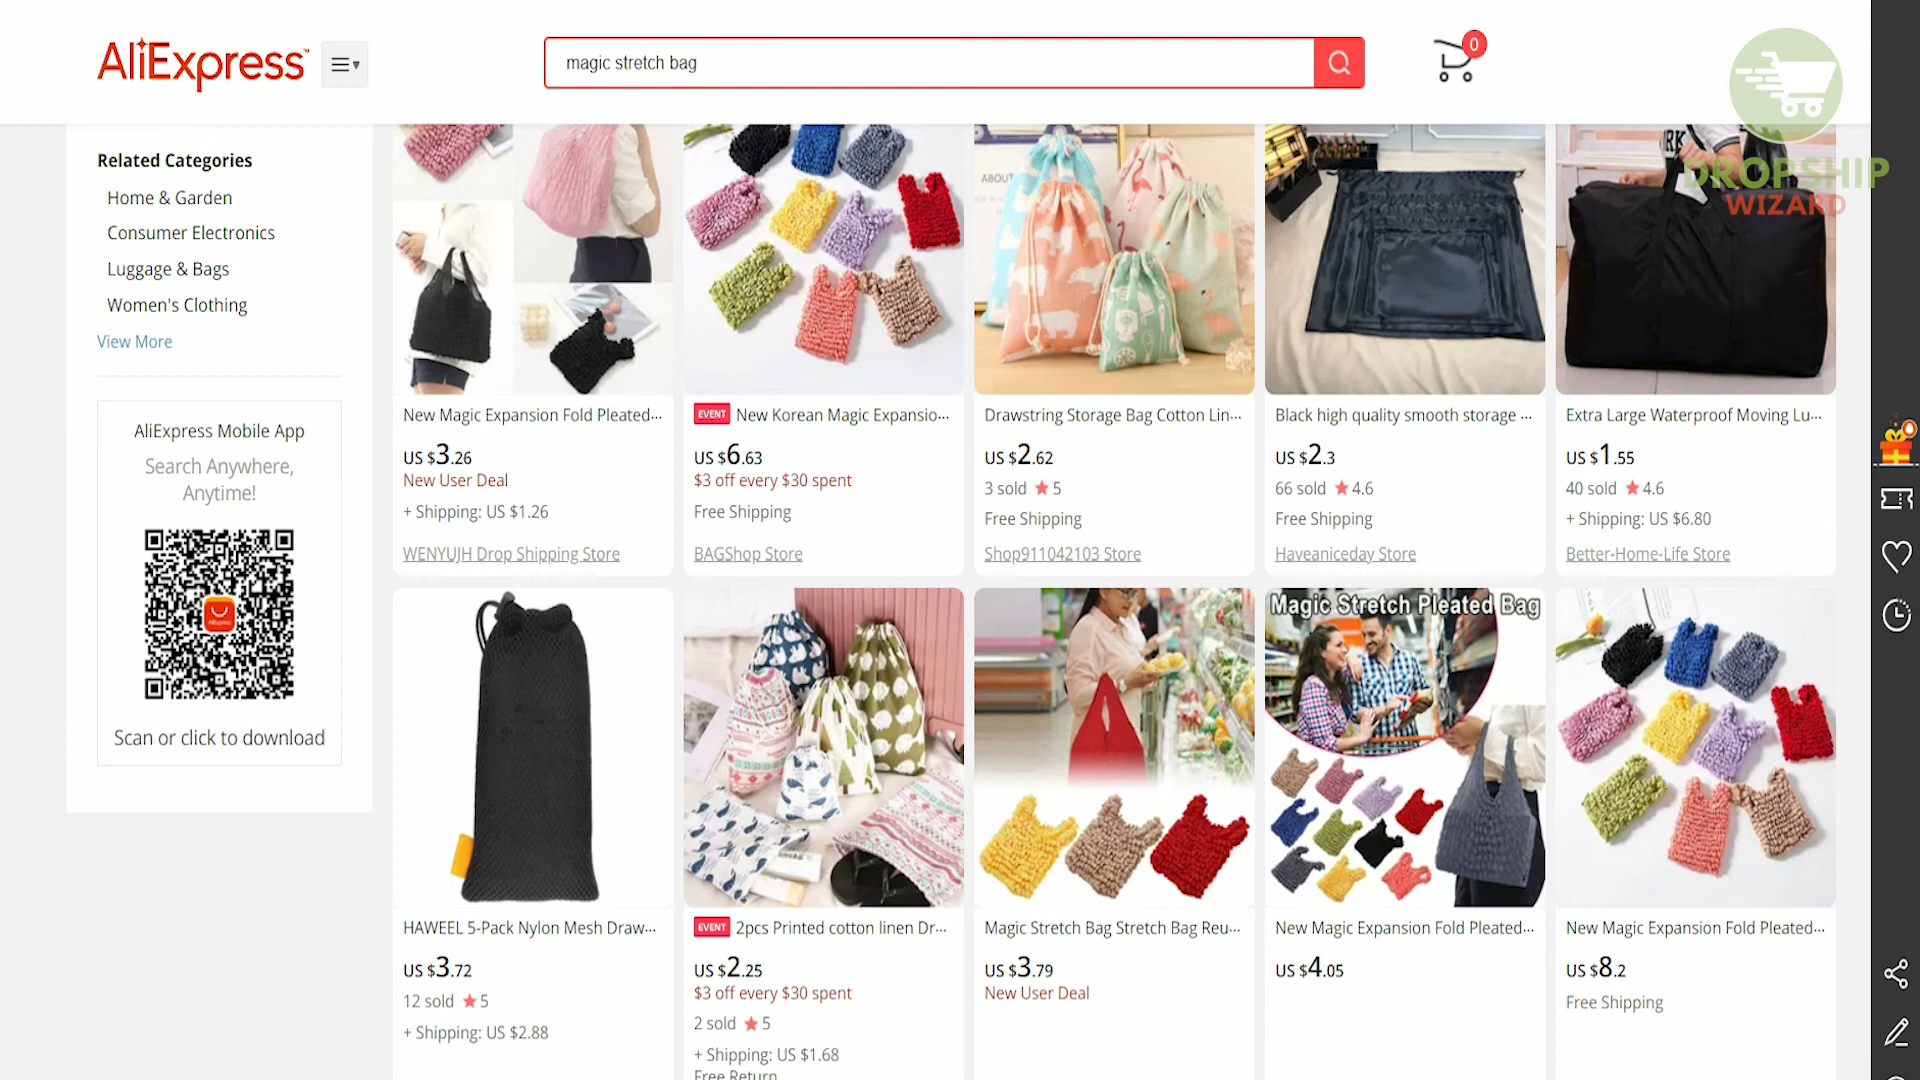 AliExpress
magic stretch bag
0
DROPSHIP
WIZARD
Related Categories
Home & Garden
Consumer Electronics
Luggage & Bags
Women's Clothing
View More
AliExpress Mobile App
Search Anywhere,
Anytime!
Scan or click to download
New Magic Expansion Fold Pleated...
US $3.26
New User Deal
+ Shipping: US $1.26
WENYUJH Drop Shipping Store
EVENT New Korean Magic Expansio...
US $6.63
$3 off every $30 spent
Free Shipping
BAGShop Store
ABOUT
Drawstring Storage Bag Cotton Lin...
US $2.62
3 sold ★ 5
Free Shipping
Shop911042103 Store
Black high quality smooth storage ...
US $2.3
66 sold ★ 4.6
Free Shipping
Haveaniceday Store
Extra Large Waterproof Moving Lu...
US $1.55
40 sold ★ 4.6
+ Shipping: US $6.80
Better-Home-Life Store
HAWEEL 5-Pack Nylon Mesh Draw...
US $3.72
12 sold ★ 5
+ Shipping: US $2.88
EVENT 2pcs Printed cotton linen Dr...
US $2.25
$3 off every $30 spent
2 sold ★ 5
+ Shipping: US $1.68
Free Return
Magic Stretch Bag Stretch Bag Reu...
US $3.79
New User Deal
Magic Stretch Pleated Bag
New Magic Expansion Fold Pleated...
US $4.05
New Magic Expansion Fold Pleated...
US $8.2
Free Shipping